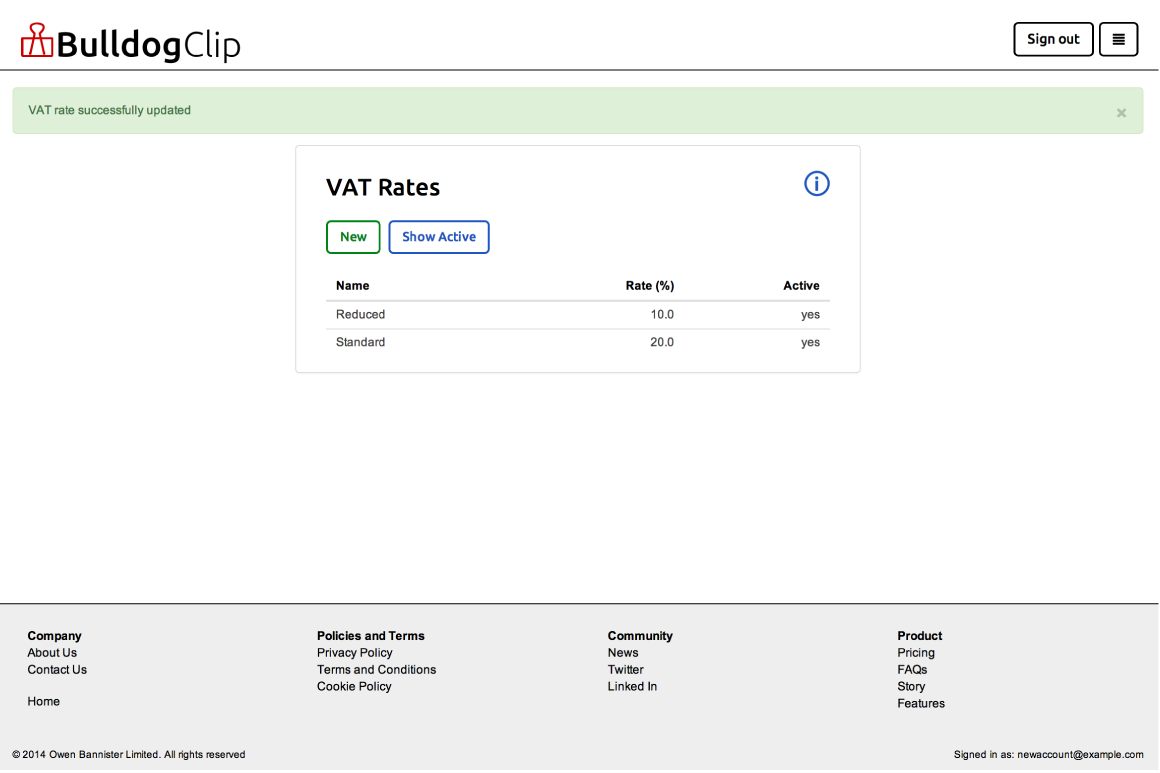 BulldogClip
Sign out
VAT rate successfully updated
×
VAT Rates
New
Show Active
Name Rate (%) Active
Reduced 10.0 yes
Standard 20.0 yes
Company
About Us
Contact Us
Home
Policies and Terms
Privacy Policy
Terms and Conditions
Cookie Policy
Community
News
Twitter
Linked In
Product
Pricing
FAQs
Story
Features
© 2014 Owen Bannister Limited. All rights reserved
Signed in as: newaccount@example.com